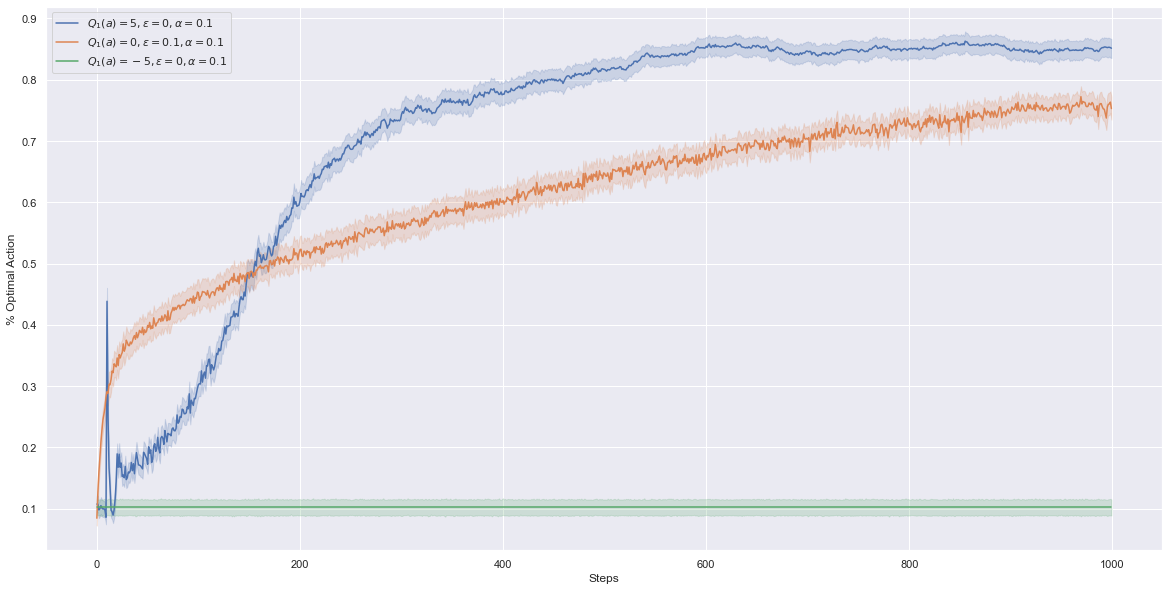 Q₁(a) = 5, ε = 0, α = 0.1
Q₁(a) = 0, ε = 0.1, α = 0.1
Q₁(a) = −5, ε = 0, α = 0.1
% Optimal Action
0.9
0.8
0.7
0.6
0.5
0.4
0.3
0.2
0.1
0 200 400 600 800 1000
Steps